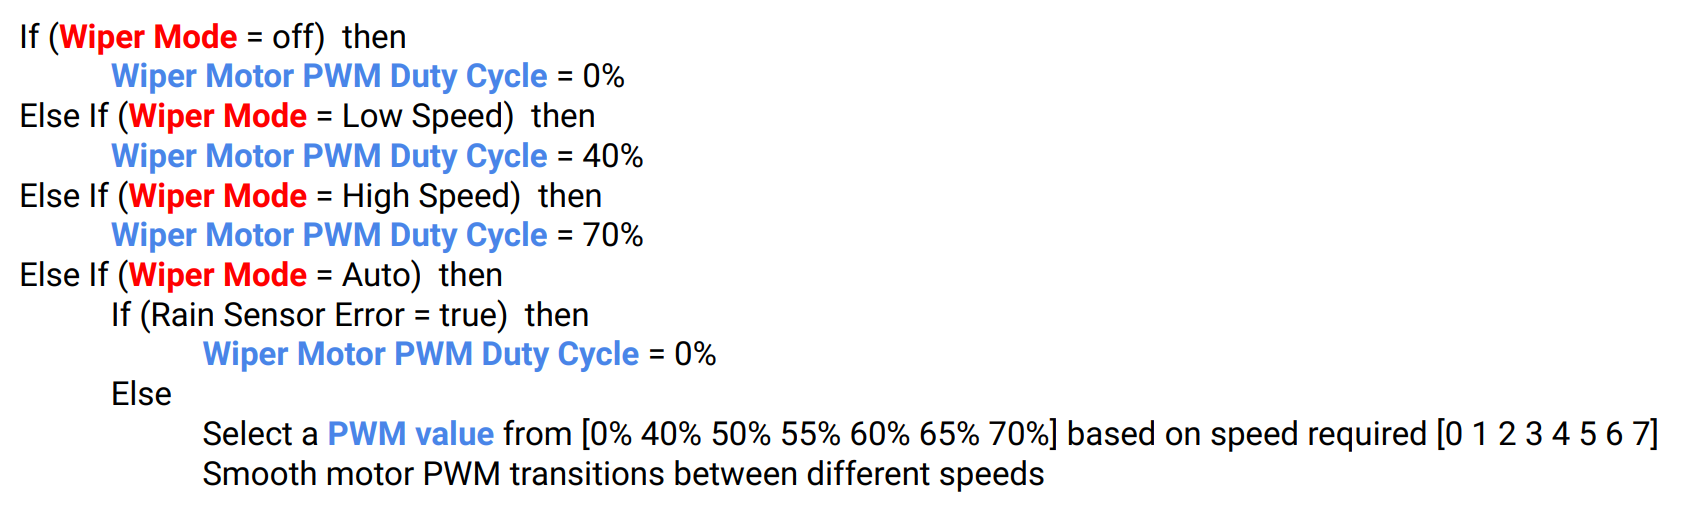 If (Wiper Mode = off) then
Wiper Motor PWM Duty Cycle = 0%
Else If (Wiper Mode = Low Speed) then
Wiper Motor PWM Duty Cycle = 40%
Else If (Wiper Mode = High Speed) then
Wiper Motor PWM Duty Cycle = 70%
Else If (Wiper Mode = Auto) then
If (Rain Sensor Error = true) then
Wiper Motor PWM Duty Cycle = 0%
Else
Select a PWM value from [0% 40% 50% 55% 60% 65% 70%] based on speed required [0 1 2 3 4 5 6 7]
Smooth motor PWM transitions between different speeds